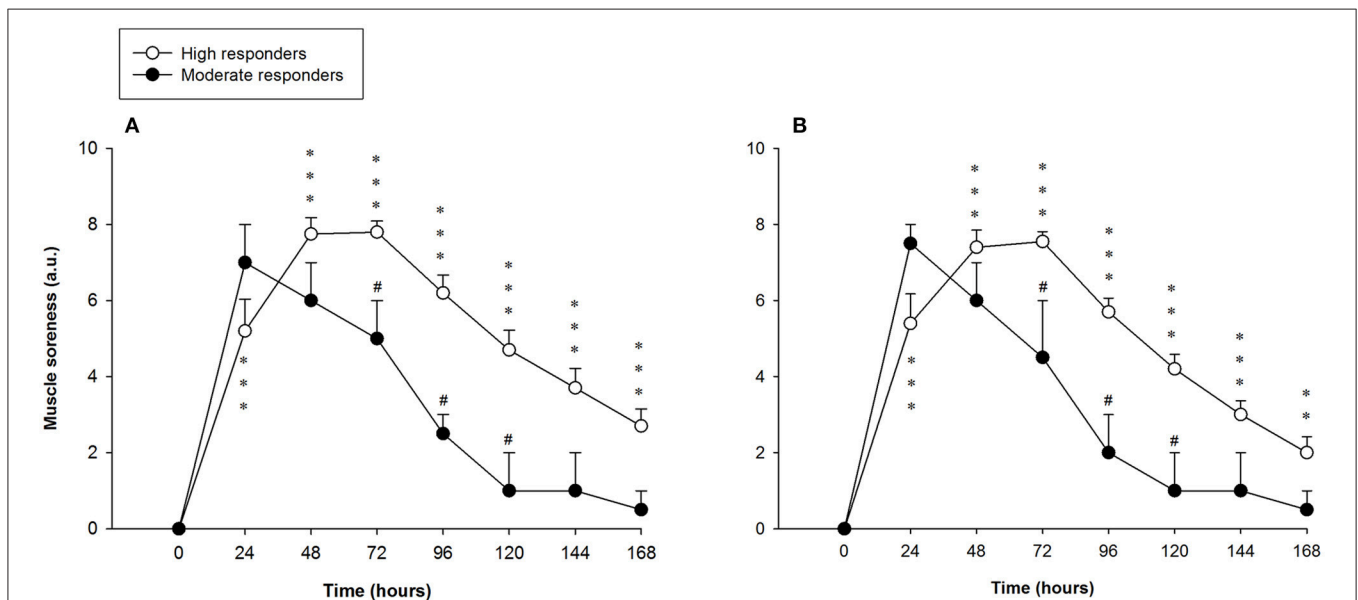 High responders
Moderate responders
A
10
8
6
4
2
0
Muscle soreness (a.u.)
* * *
* * *
* * *
* * *
* * *
* * *
* * *
#
#
#
0 24 48 72 96 120 144 168
Time (hours)
B
10
8
6
4
2
0
* * *
* * *
* * *
* * *
* * *
* * *
* *
#
#
#
0 24 48 72 96 120 144 168
Time (hours)